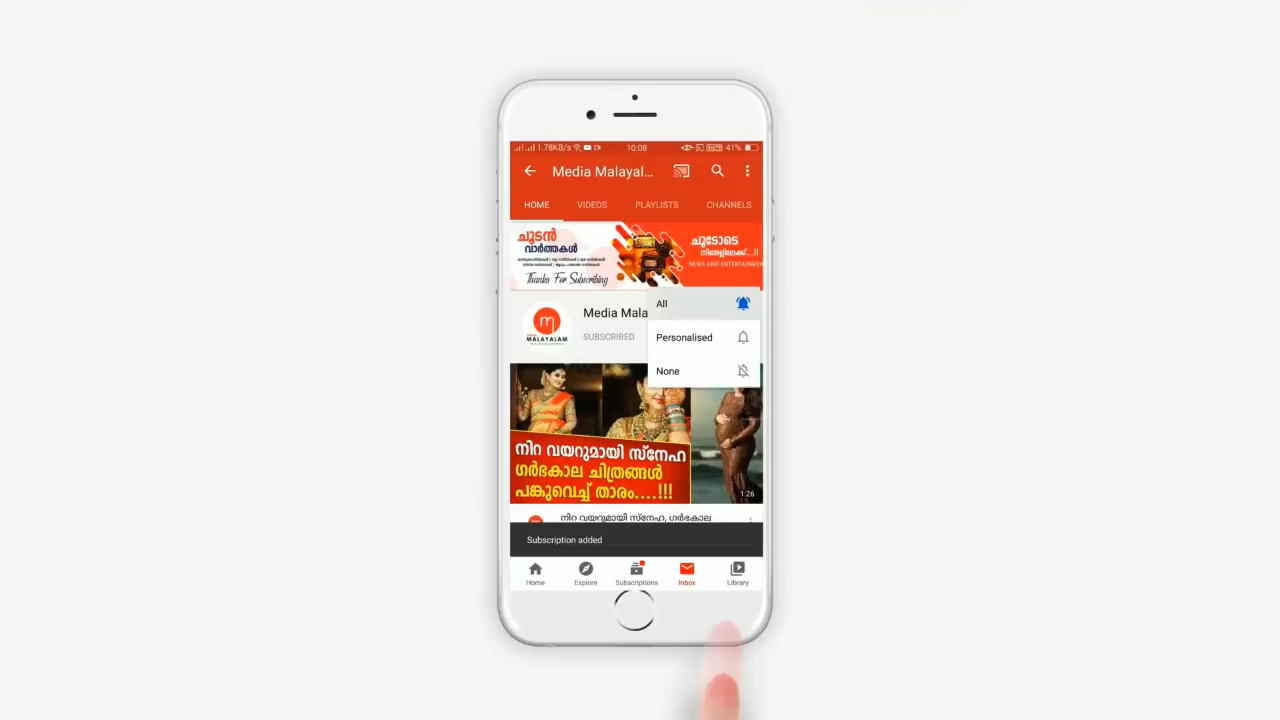 1.78KB/s
10:08
41%
Media Malayal...
HOME VIDEOS PLAYLISTS CHANNELS
ചൂടൻ
വാർത്തകൾ
Thanks For Subscribing
ചൂടോടെ
നിങ്ങളിലേക്ക്...!!
NEWS AND ENTERTAINMEN
m
MALAYALAM
Media Mala
SUBSCRIBED
All
Personalised
None
നിറ വയറുമായി സ്നേഹ
ഗർഭകാല ചിത്രങ്ങൾ
പങ്കുവെച്ച് താരം....!!!
1:26
നിറ വയറുമായി സ്നേഹ, ഗർഭകാല
Subscription added
Home Explore Subscriptions Inbox Library